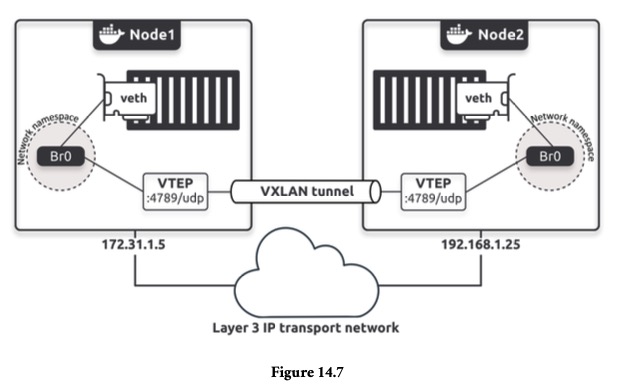 Node1
Node2
veth
veth
Network namespace
Network namespace
Br0
Br0
VTEP
:4789/udp
VXLAN tunnel
VTEP
:4789/udp
172.31.1.5
192.168.1.25
Layer 3 IP transport network
Figure 14.7